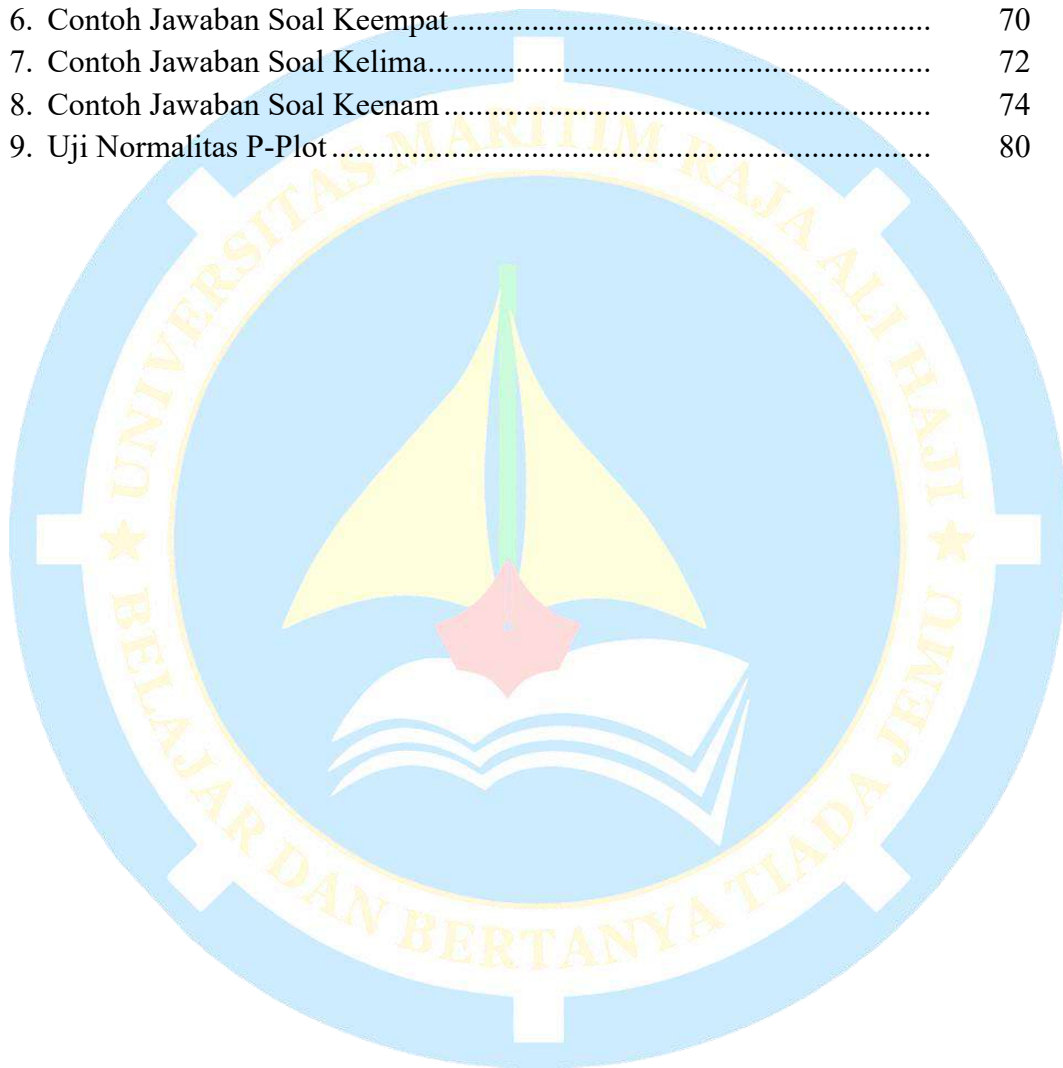 6. Contoh Jawaban Soal Keempat.......................................................................... 70
7. Contoh Jawaban Soal Kelima............................................................................. 72
8. Contoh Jawaban Soal Keenam.......................................................................... 74
9. Uji Normalitas P-Plot.......................................................................................... 80
UNIVERSITAS MARITIM RAJA ALI HAJI
BELAJAR DAN BERTANYA TIADA JEMU